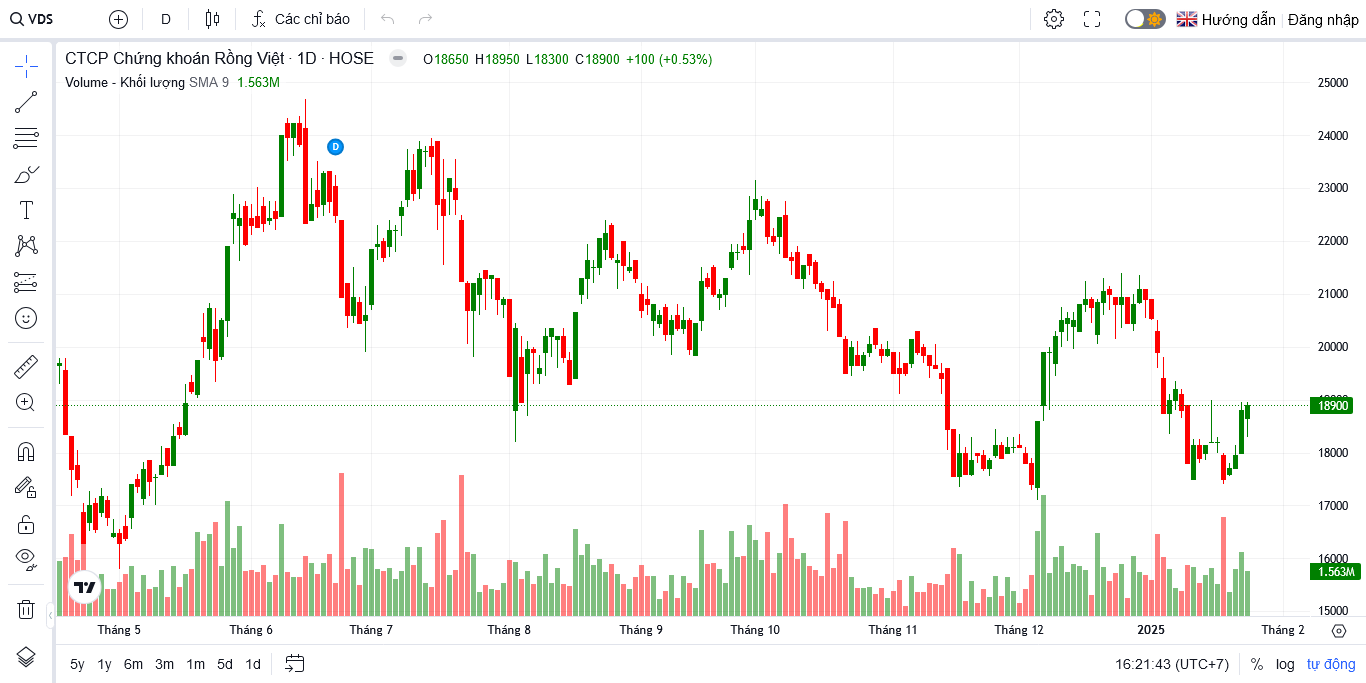 VDS D Các chỉ báo Hướng dẫn Đăng nhập
CTCP Chứng khoán Rồng Việt · 1D · HOSE O18650 H18950 L18300 C18900 +100 (+0.53%)
Volume - Khối lượng SMA 9 1.563M
D
25000
24000
23000
22000
21000
20000
18900
18000
17000
16000
1.563M
15000
Tháng 5 Tháng 6 Tháng 7 Tháng 8 Tháng 9 Tháng 10 Tháng 11 Tháng 12 2025 Tháng 2
5y 1y 6m 3m 1m 5d 1d 16:21:43 (UTC+7) % log tự động